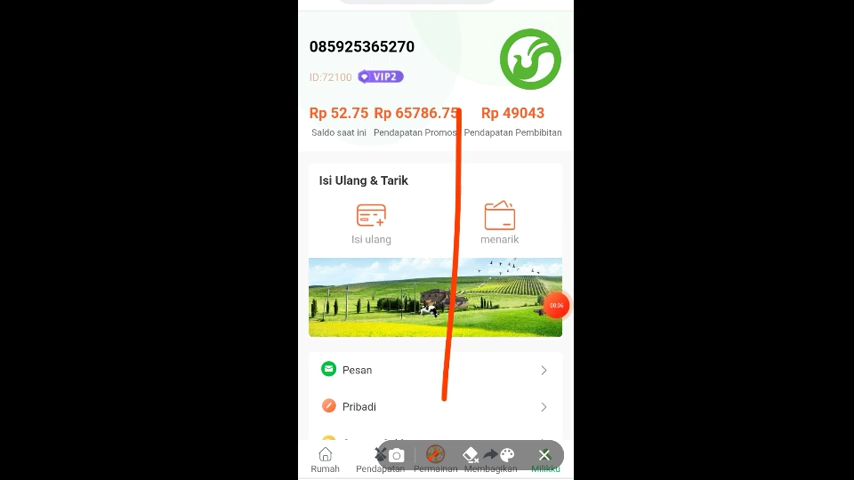 085925365270
ID:72100 VIP2
Rp 52.75 Rp 65786.75 Rp 49043
Saldo saat ini Pendapatan Promos Pendapatan Pembibitan
Isi Ulang & Tarik
Isi ulang menarik
Pesan
Pribadi
Rumah Pendapatan Permainan Membagikan Milikku